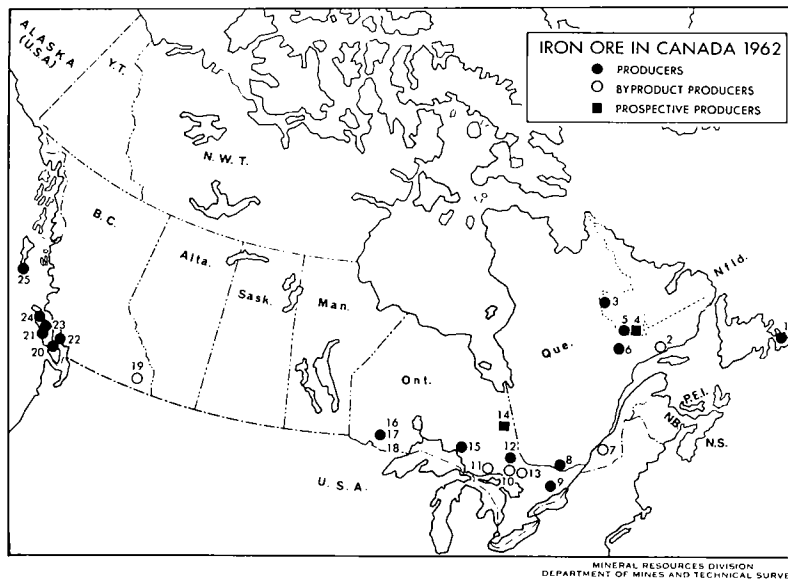 ALASKA
(U.S.A)
Y.T.
IRON ORE IN CANADA 1962
PRODUCERS
BYPRODUCT PRODUCERS
PROSPECTIVE PRODUCERS
N.W.T.
B.C.
Alta.
Sask.
Man.
Ont.
Que.
Nfld.
P.E.I.
N.B.
N.S.
U.S.A.
25
24
23
21
22
20
19
16
17
18
15
14
12
11
10
13
8
9
7
6
5
4
3
2
1
MINERAL RESOURCES DIVISION
DEPARTMENT OF MINES AND TECHNICAL SURVE